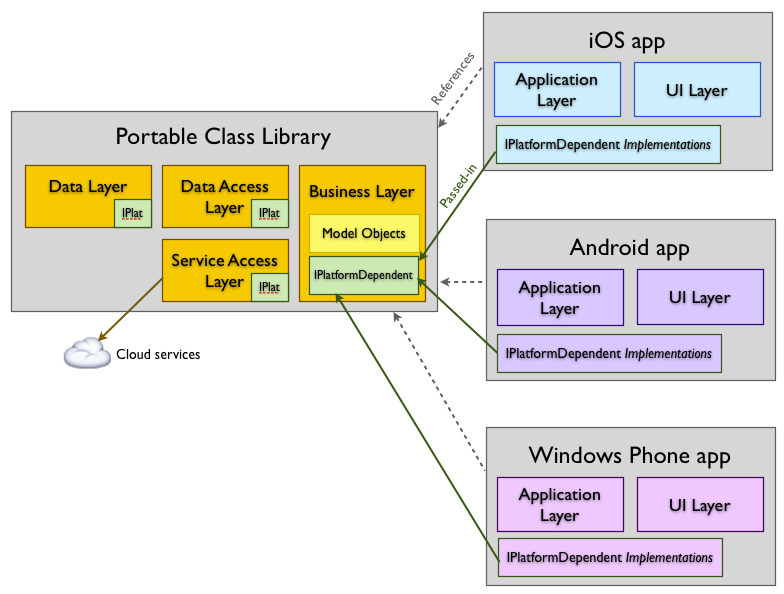 iOS app
Application
Layer
UI Layer
IPlatformDependent Implementations
References
Passed-in
Portable Class Library
Data Layer
IPlat
Data Access
Layer
IPlat
Business Layer
Model Objects
IPlatformDependent
Service Access
Layer
IPlat
Cloud services
Android app
Application
Layer
UI Layer
IPlatformDependent Implementations
Windows Phone app
Application
Layer
UI Layer
IPlatformDependent Implementations